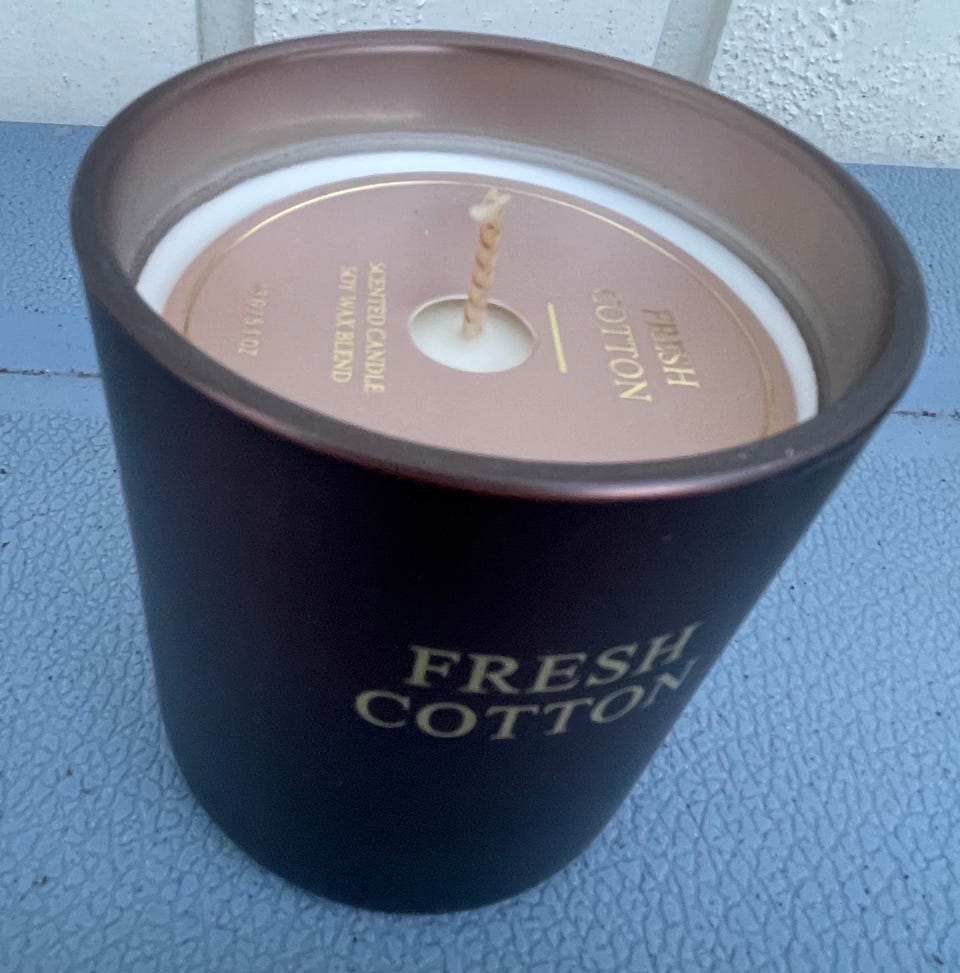 FRESH
COTTON
SCENTED CANDLE
SOY WAX BLEND
FRESH
COTTON